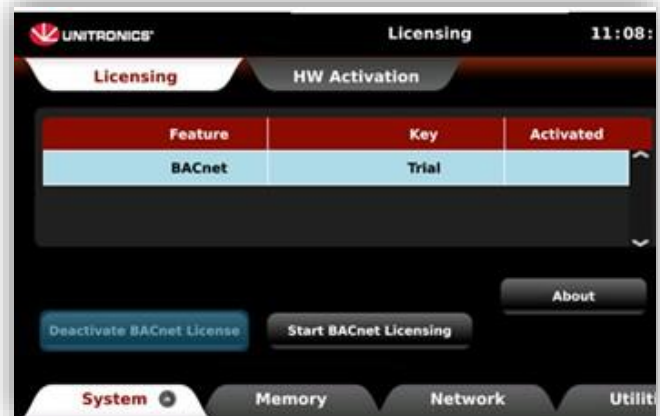 UNITRONICS Licensing 11:08:
Licensing HW Activation
Feature Key Activated
BACnet Trial
About
Deactivate BACnet License Start BACnet Licensing
System Memory Network Utiliti